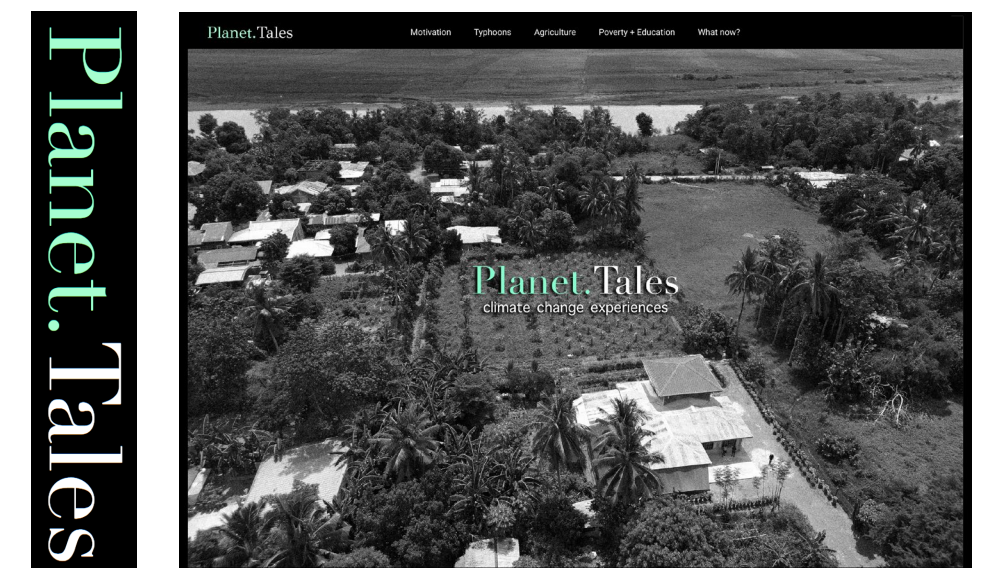 Planet.Tales
Planet.Tales
Motivation
Typhoons
Agriculture
Poverty + Education
What now?
Planet.Tales
climate change experiences